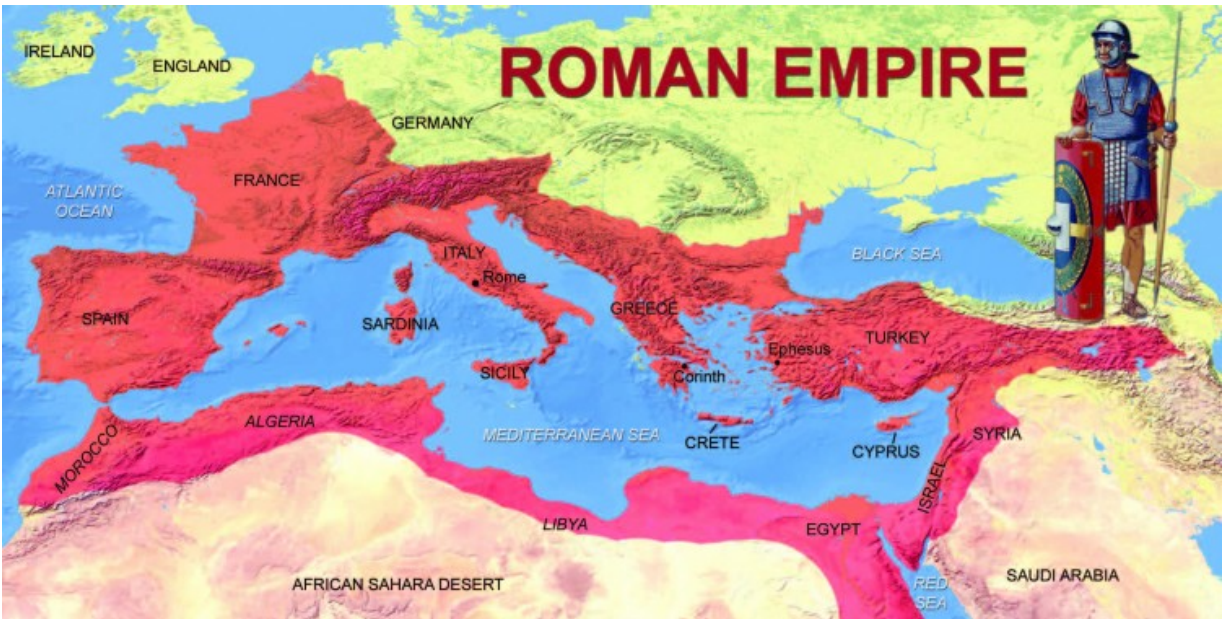 ROMAN EMPIRE
IRELAND
ENGLAND
GERMANY
FRANCE
ATLANTIC
OCEAN
BLACK SEA
ITALY
Rome
SPAIN
SARDINIA
GREECE
TURKEY
Ephesus
SICILY
Corinth
ALGERIA
MEDITERRANEAN SEA
CRETE
CYPRUS
SYRIA
MOROCCO
ISRAEL
LIBYA
EGYPT
AFRICAN SAHARA DESERT
RED
SEA
SAUDI ARABIA